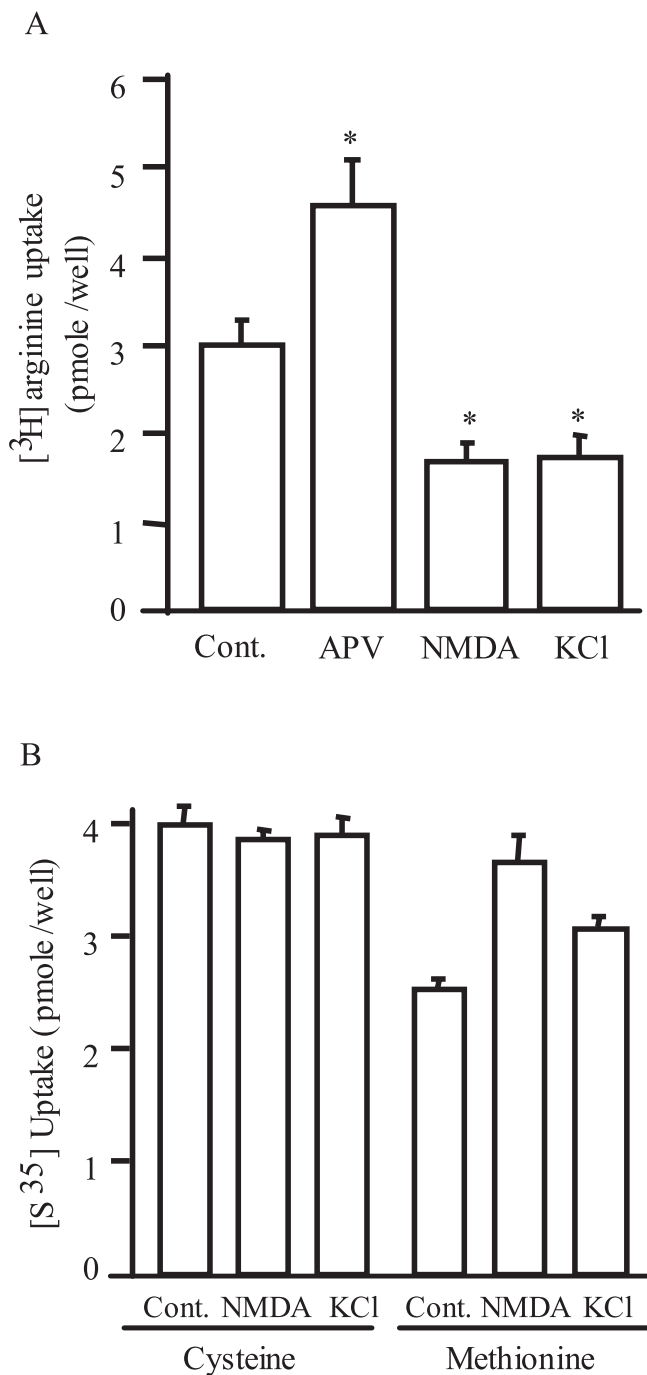 A
[3H] arginine uptake
(pmole /well)
6
5
4
3
2
1
0
*
*
*
Cont. APV NMDA KCl
B
[S 35] Uptake (pmole /well)
4
3
2
1
0
Cont. NMDA KCl Cont. NMDA KCl
Cysteine Methionine